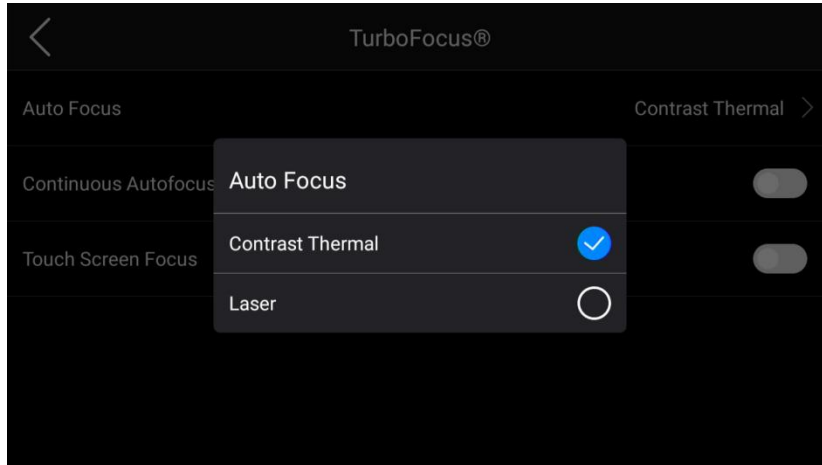 TurboFocus®
Auto Focus
Contrast Thermal
Continuous Autofocus
Touch Screen Focus
Auto Focus
Contrast Thermal
Laser